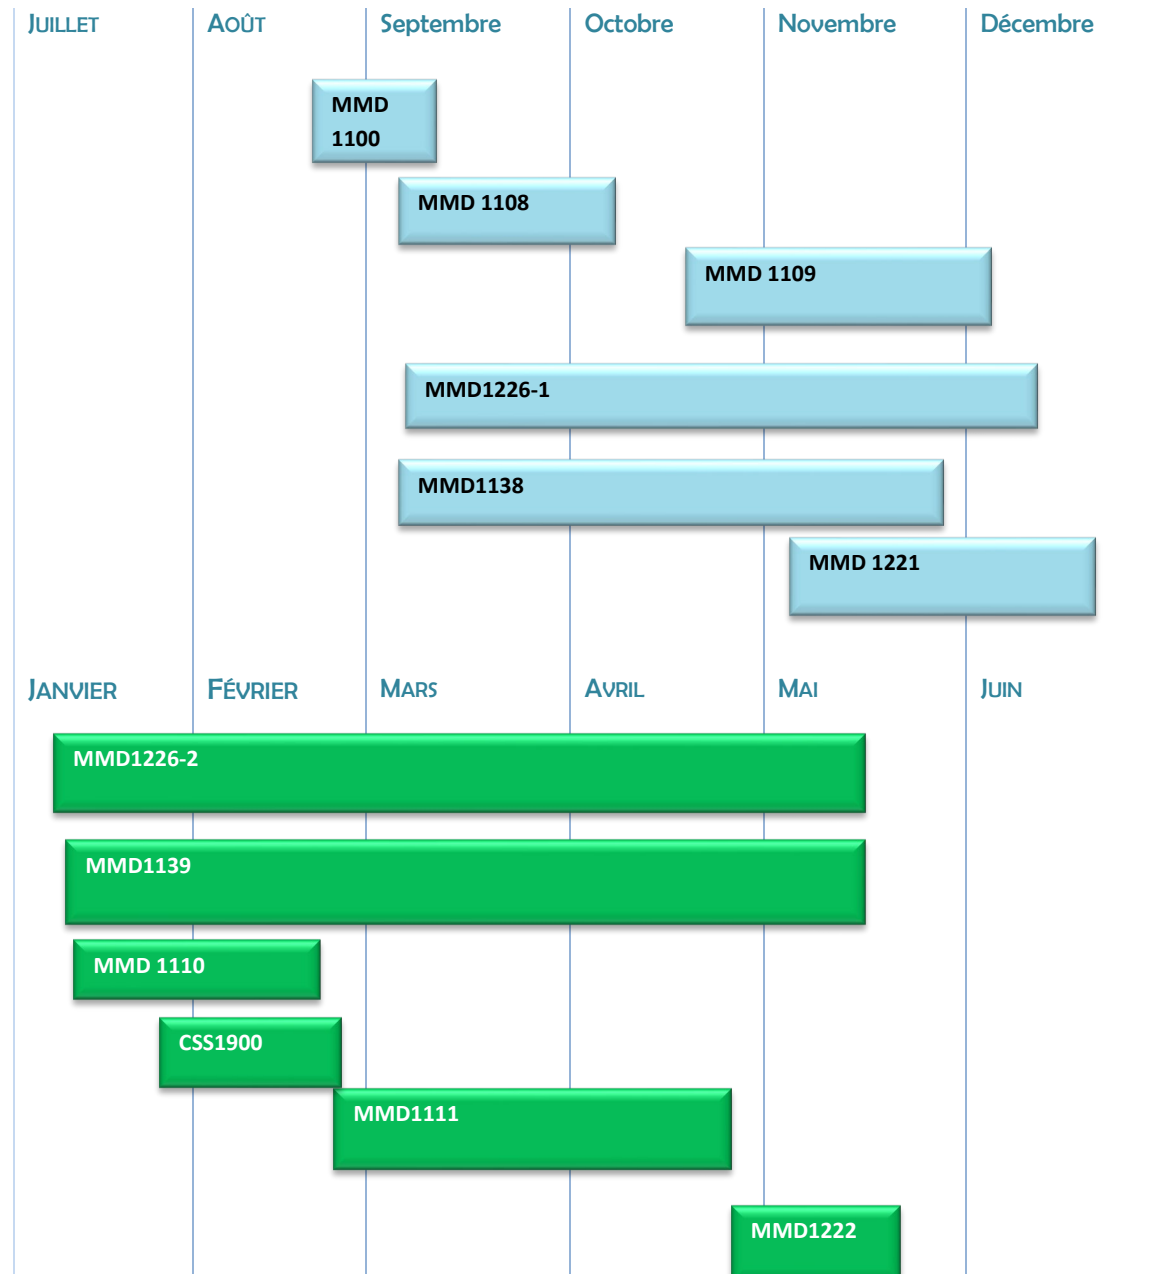 JUILLET AOÛT Septembre Octobre Novembre Décembre
MMD
1100
MMD 1108
MMD 1109
MMD1226-1
MMD1138
MMD 1221
JANVIER FÉVRIER MARS AVRIL MAI JUIN
MMD1226-2
MMD1139
MMD 1110
CSS1900
MMD1111
MMD1222